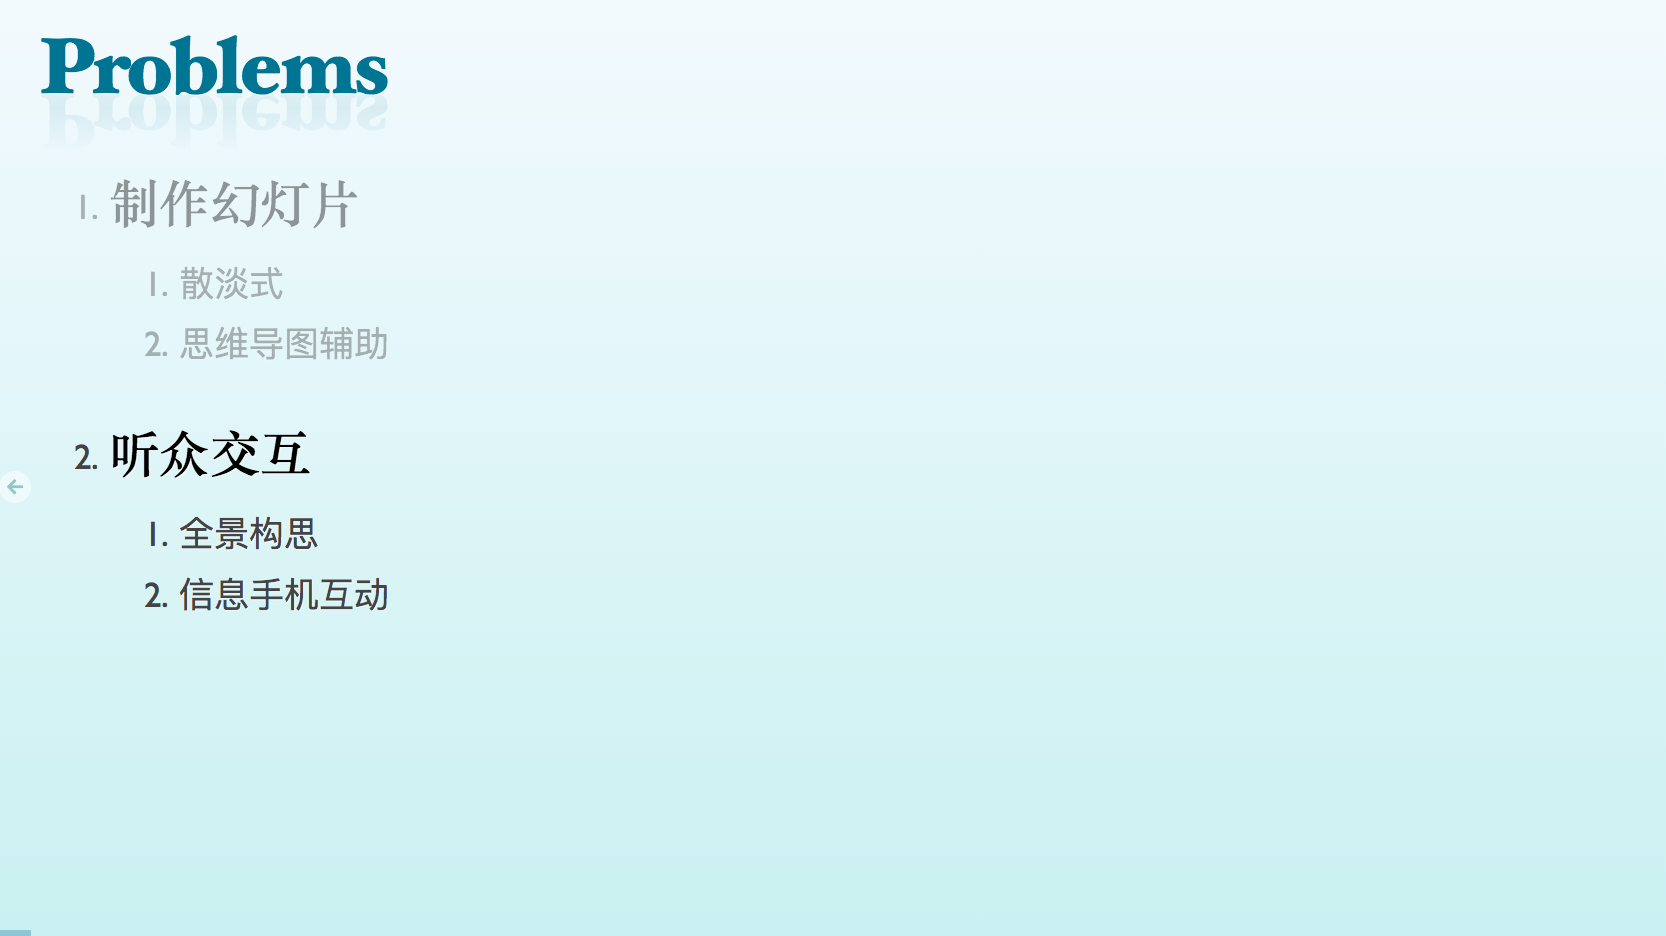 Problems
1. 制作幻灯片
1. 散淡式
2. 思维导图辅助
2. 听众交互
1. 全景构思
2. 信息手机互动